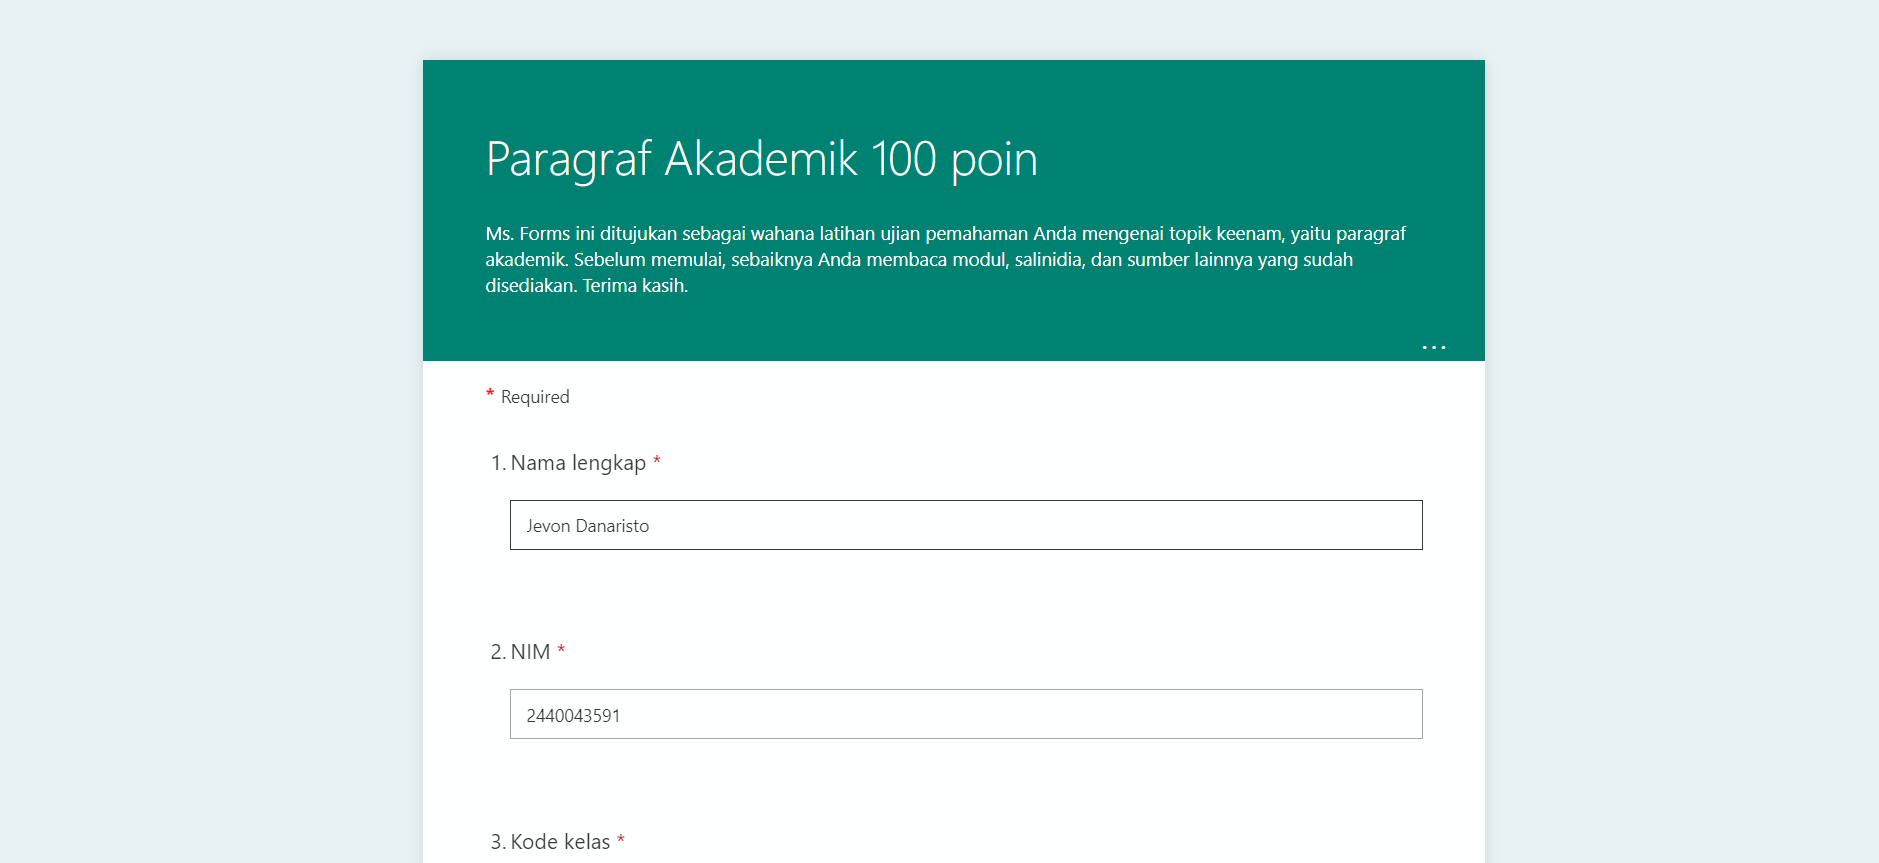 Paragraf Akademik 100 poin
Ms. Forms ini ditujukan sebagai wahana latihan ujian pemahaman Anda mengenai topik keenam, yaitu paragraf
akademik. Sebelum memulai, sebaiknya Anda membaca modul, salinidia, dan sumber lainnya yang sudah
disediakan. Terima kasih.
...
* Required
1. Nama lengkap *
Jevon Danaristo
2. NIM *
2440043591
3. Kode kelas *